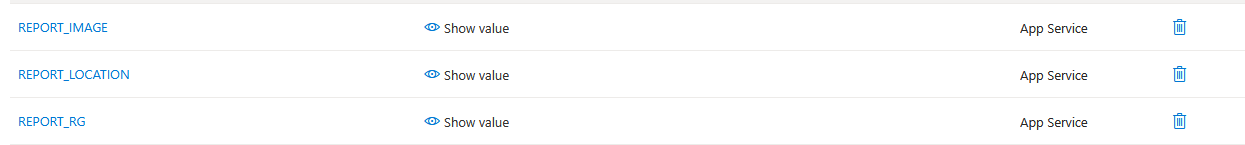 REPORT_IMAGE Show value App Service
REPORT_LOCATION Show value App Service
REPORT_RG Show value App Service